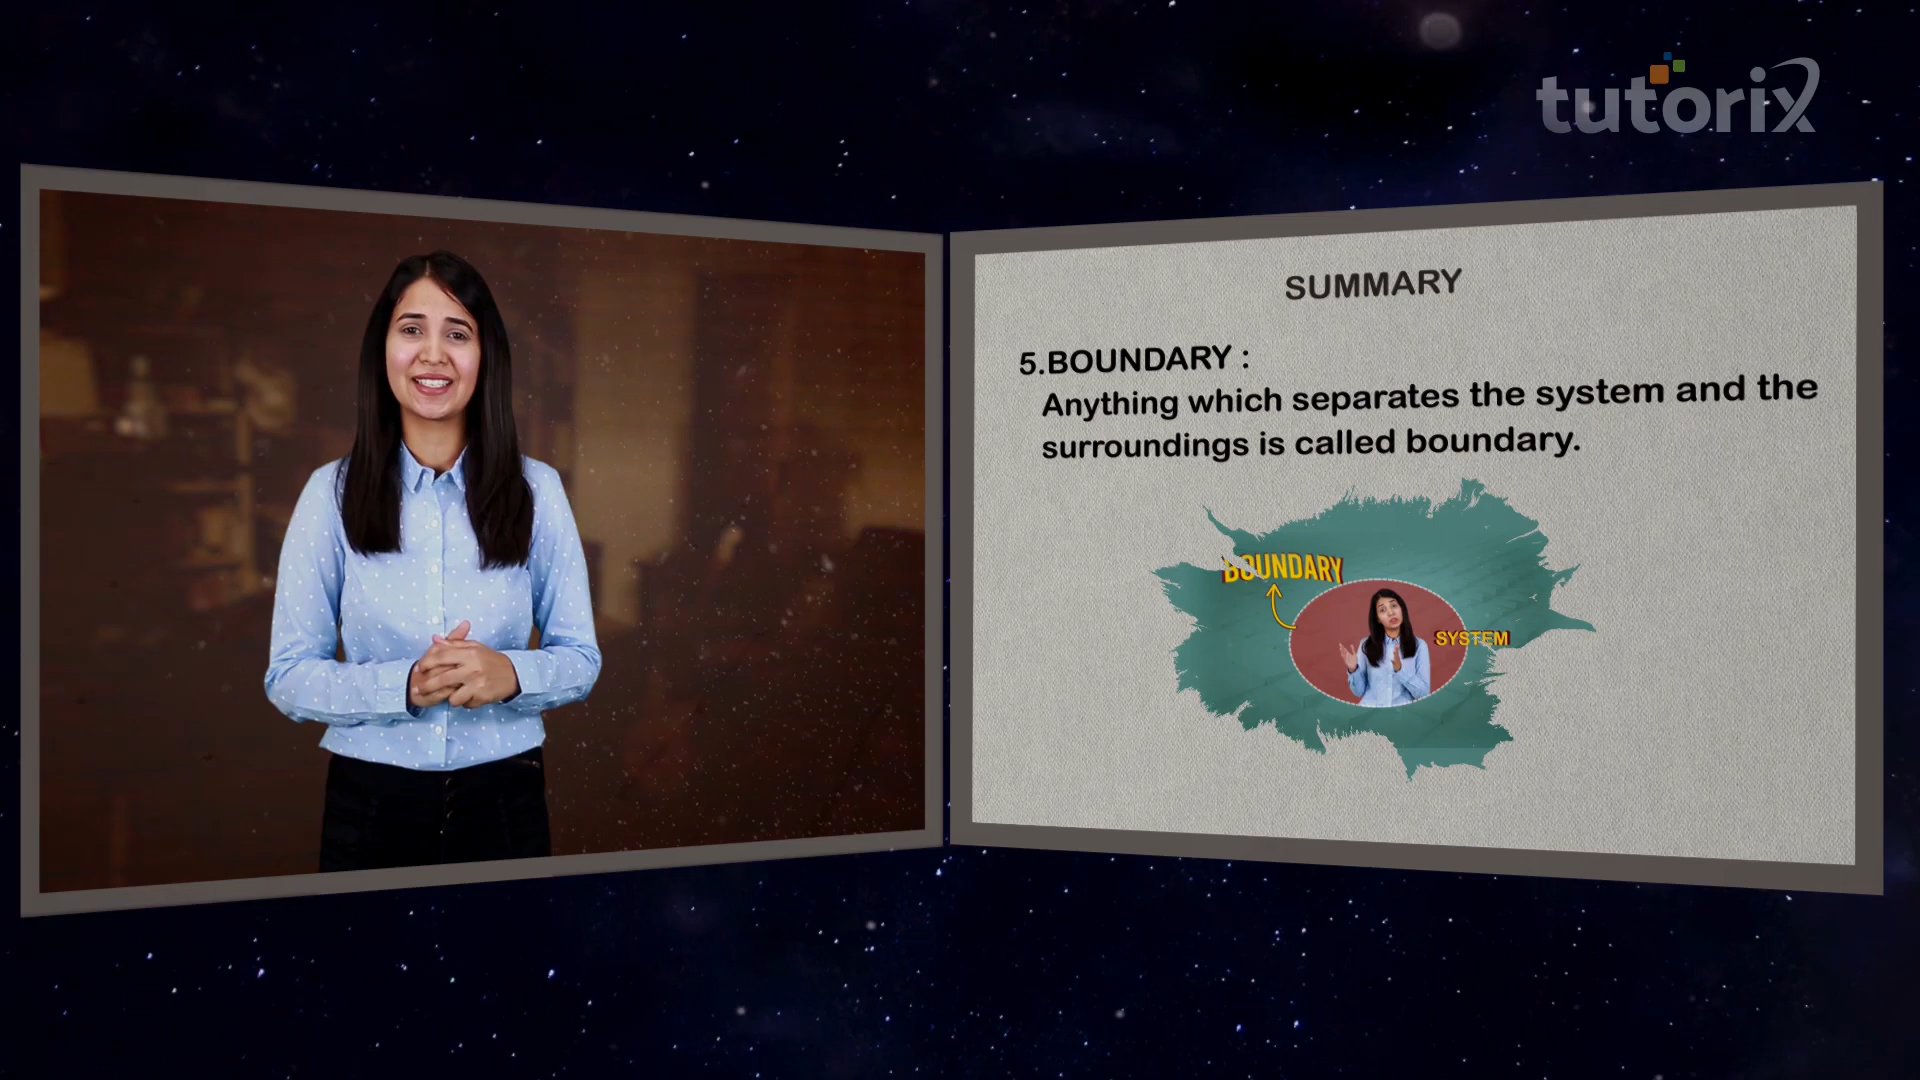 tutorix
SUMMARY
5.BOUNDARY :
Anything which separates the system and the
surroundings is called boundary.
BOUNDARY
SYSTEM